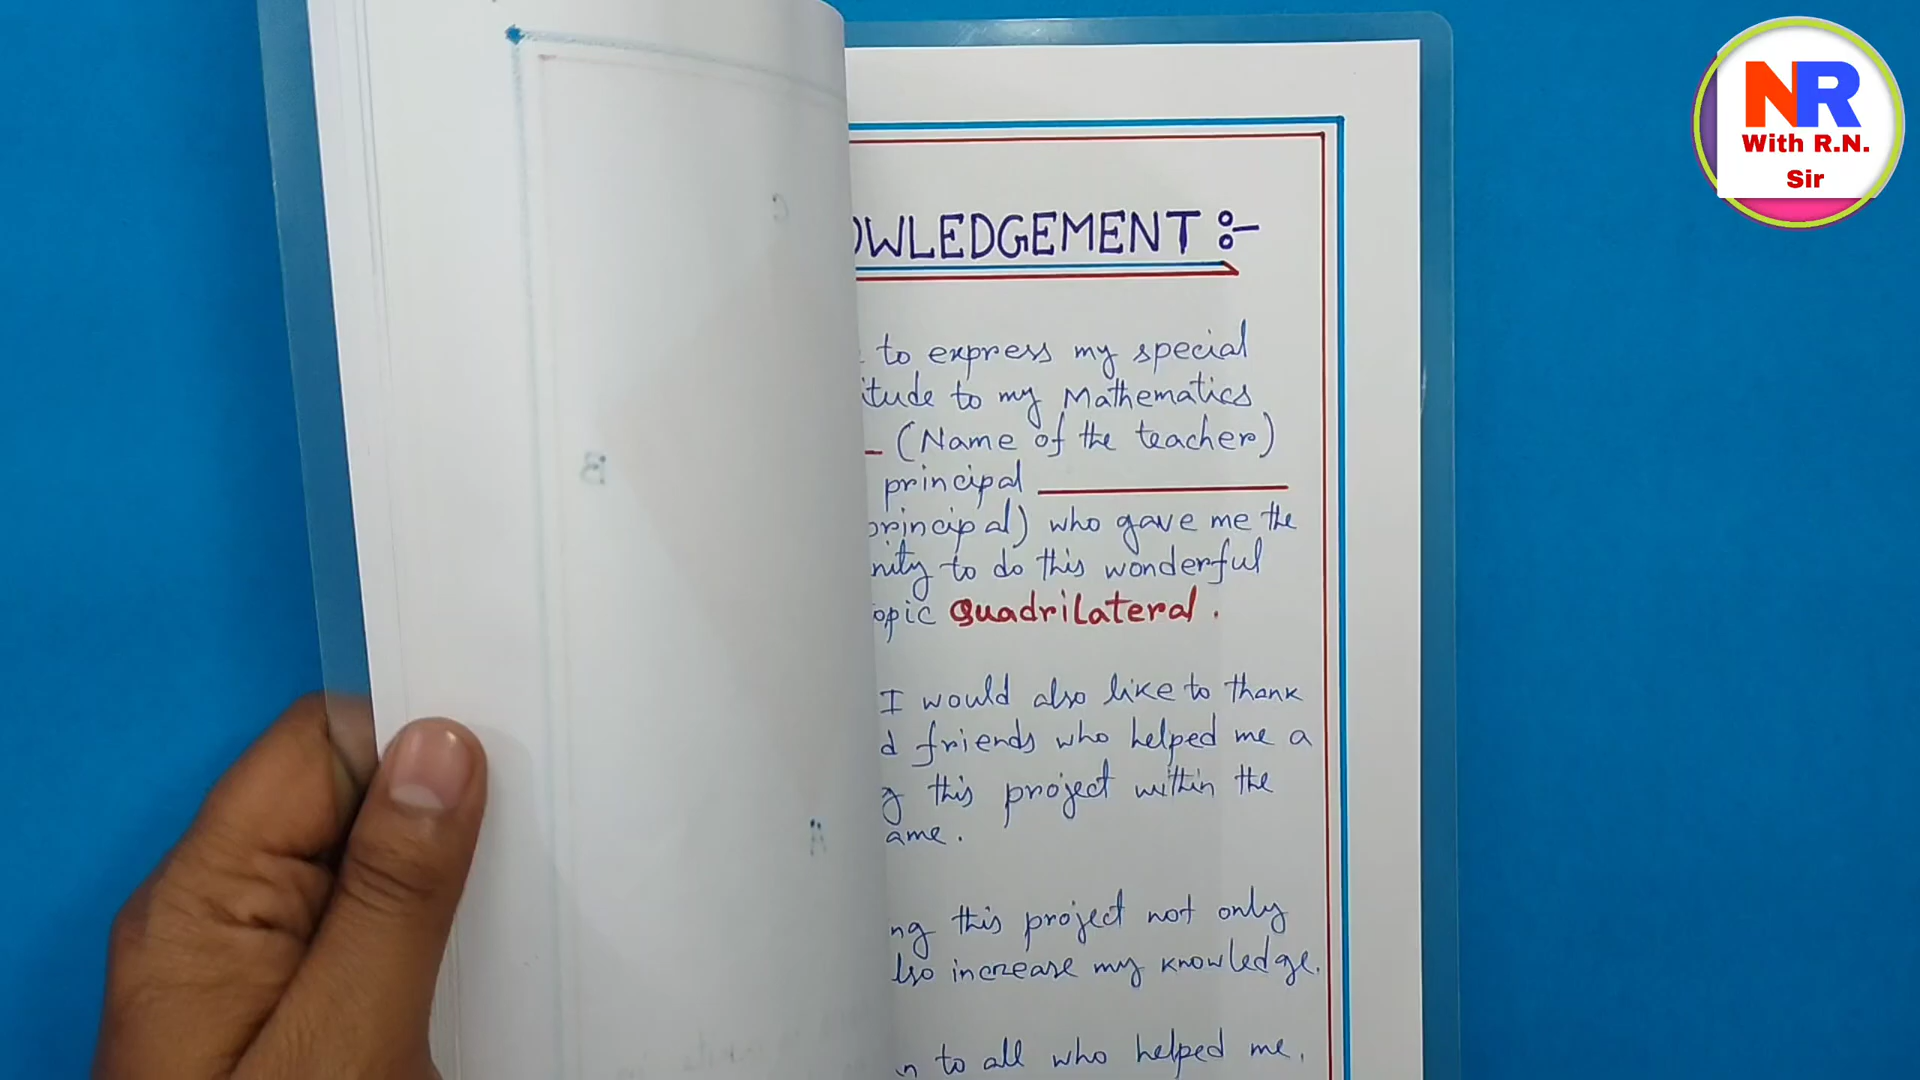 OWLEDGEMENT :-
to express my special
itude to my Mathematics
(Name of the teacher)
principal
principal) who gave me the
nity to do this wonderful
opic Quadrilateral.
I would also like to thank
d friends who helped me a
g this project within the
ame.
ng this project not only
lso increase my knowledge.
n to all who helped me.
NR
With R.N.
Sir
C
B
A